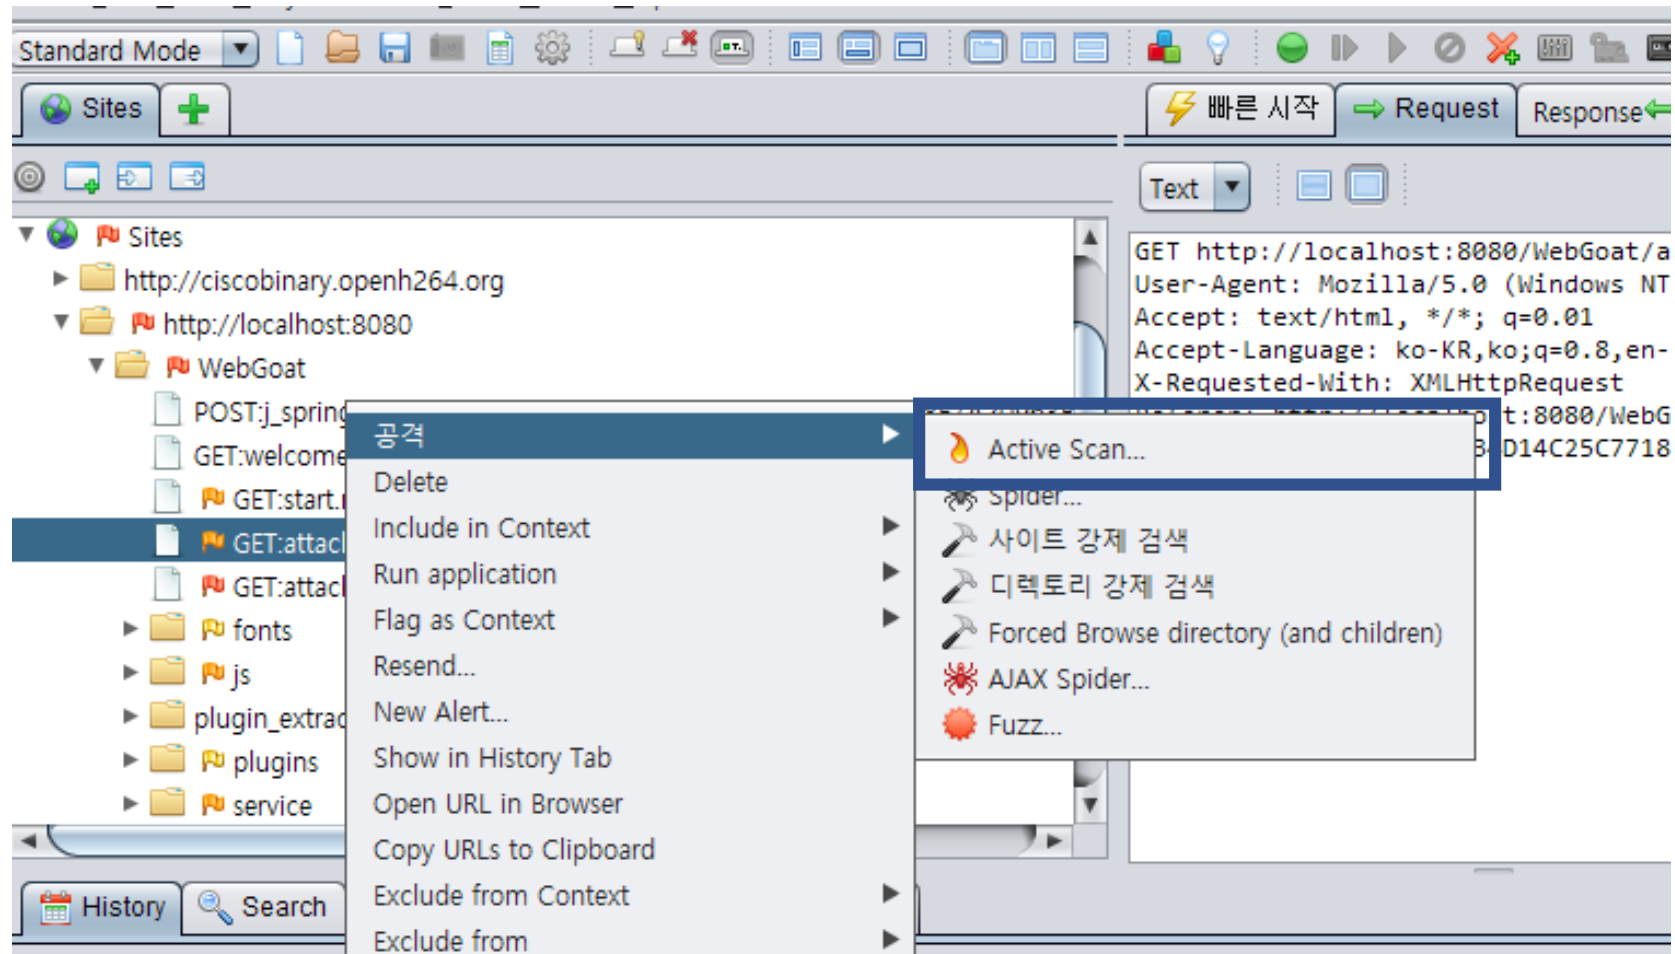 Standard Mode
Sites
빠른 시작
Request
Response
Text
Sites
http://ciscobinary.openh264.org
http://localhost:8080
WebGoat
POST:j_spring
GET:welcome
GET:start.
GET:attac
GET:attac
fonts
js
plugin_extrac
plugins
service
GET http://localhost:8080/WebGoat/a
User-Agent: Mozilla/5.0 (Windows NT
Accept: text/html, */*; q=0.01
Accept-Language: ko-KR,ko;q=0.8,en-
X-Requested-With: XMLHttpRequest
t:8080/WebG
D14C25C7718
공격
Delete
Include in Context
Run application
Flag as Context
Resend...
New Alert...
Show in History Tab
Open URL in Browser
Copy URLs to Clipboard
Exclude from Context
Exclude from
Active Scan...
Spider...
사이트 강제 검색
디렉토리 강제 검색
Forced Browse directory (and children)
AJAX Spider...
Fuzz...
History
Search